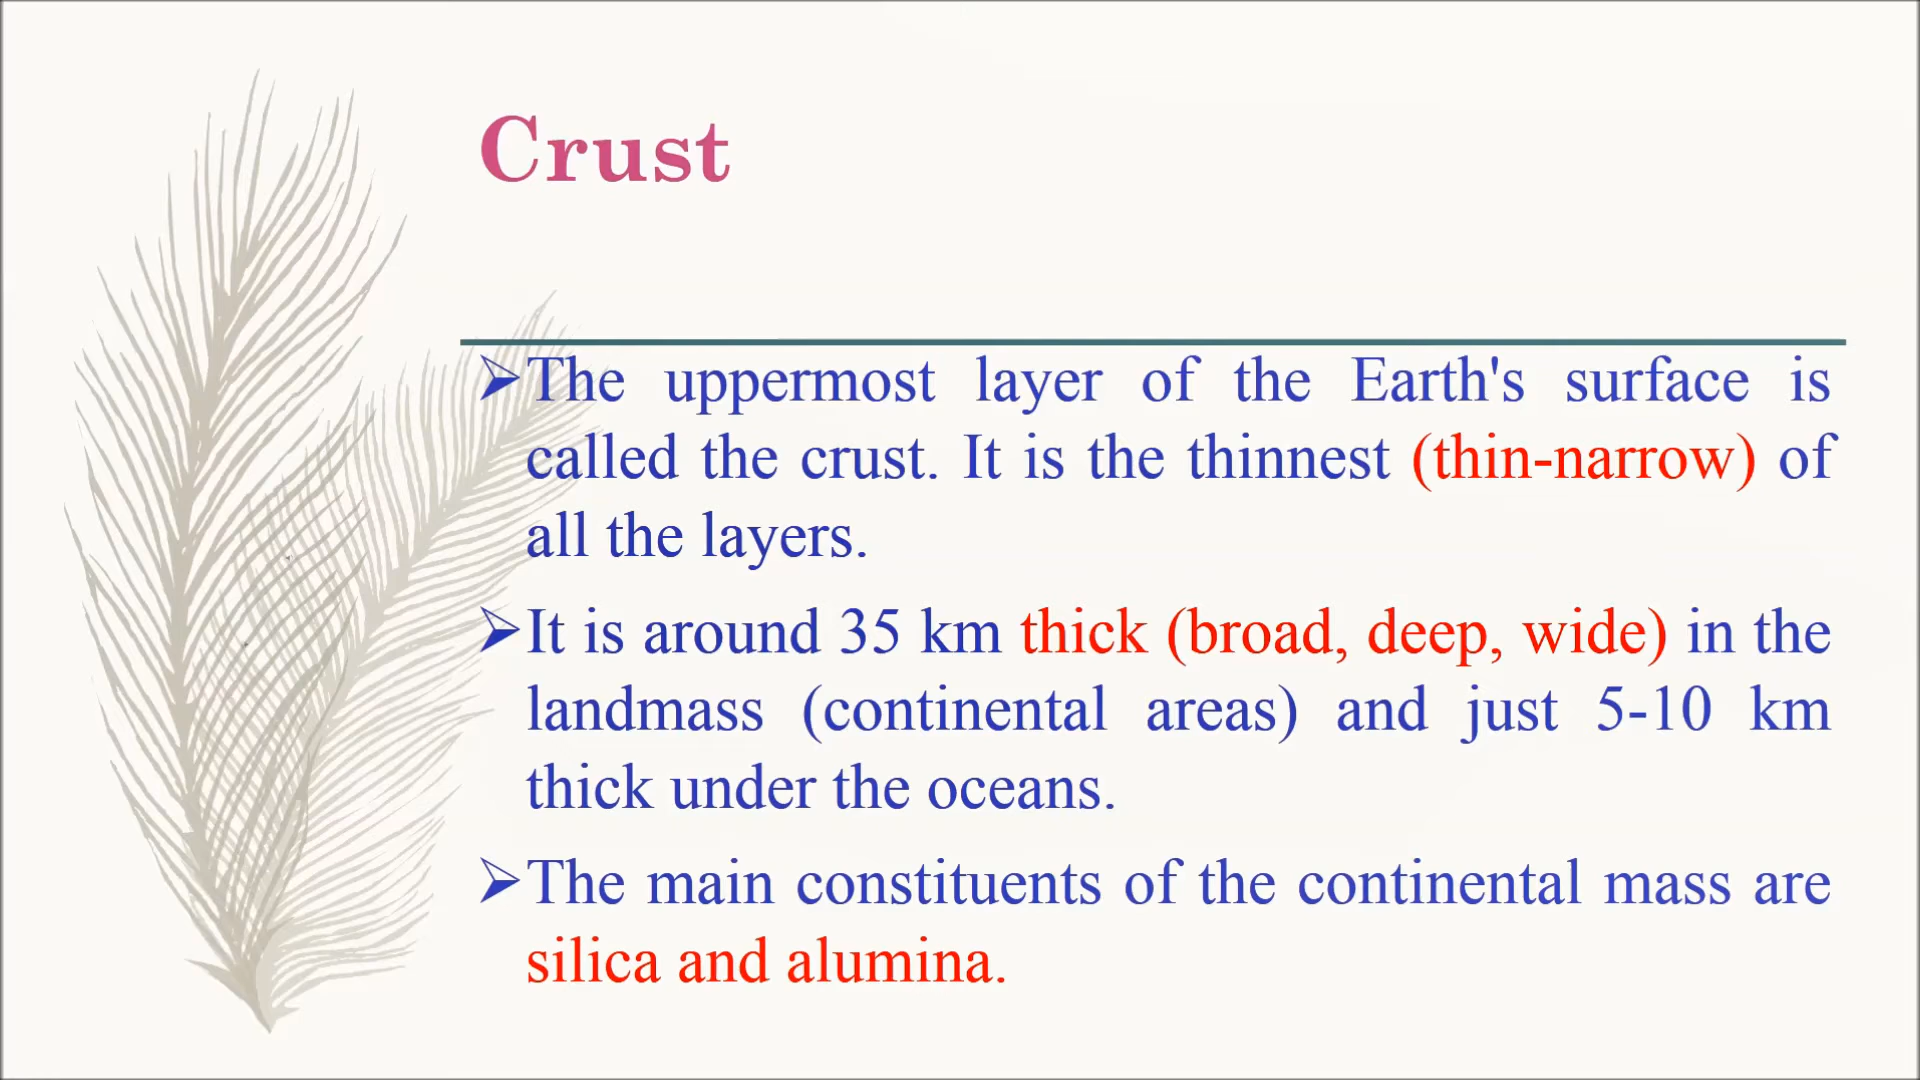 Crust
➢The uppermost layer of the Earth's surface is
called the crust. It is the thinnest (thin-narrow) of
all the layers.
➢It is around 35 km thick (broad, deep, wide) in the
landmass (continental areas) and just 5-10 km
thick under the oceans.
➢The main constituents of the continental mass are
silica and alumina.